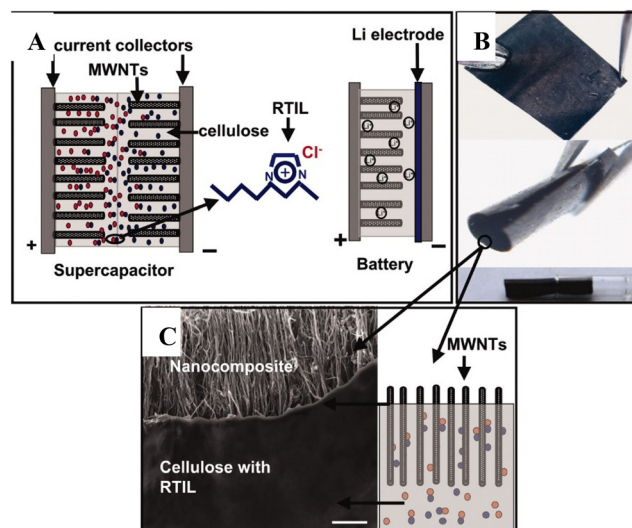 A
current collectors
MWNTs
cellulose
RTIL
Cl-
N
N
+
+
−
Supercapacitor
Li electrode
+
−
Battery
B
C
Nanocomposite
Cellulose with
RTIL
MWNTs